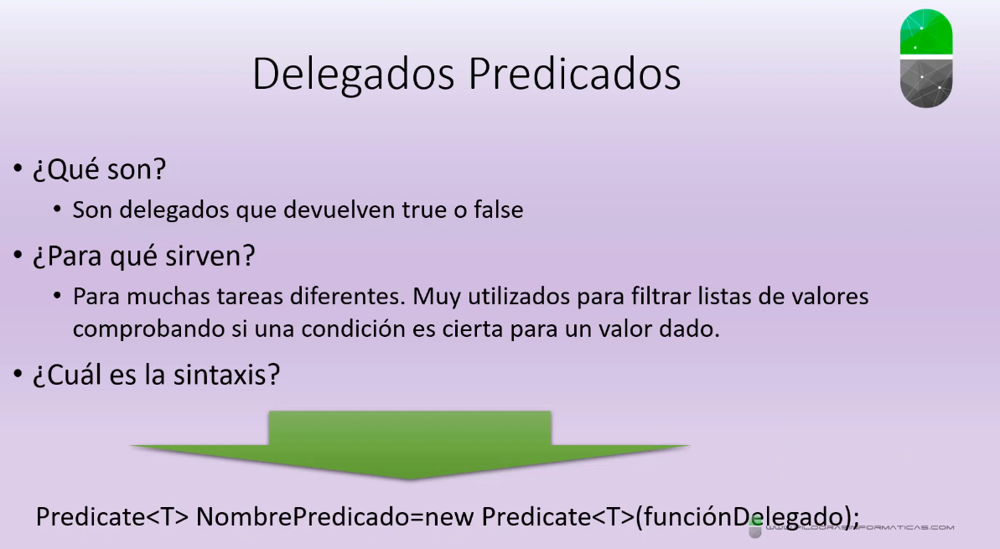 Delegados Predicados
• ¿Qué son?
• Son delegados que devuelven true o false
• ¿Para qué sirven?
• Para muchas tareas diferentes. Muy utilizados para filtrar listas de valores
comprobando si una condición es cierta para un valor dado.
• ¿Cuál es la sintaxis?
Predicate<T> NombrePredicado=new Predicate<T>(funciónDelegado);
WWW.PILDORASINFORMATICAS.COM